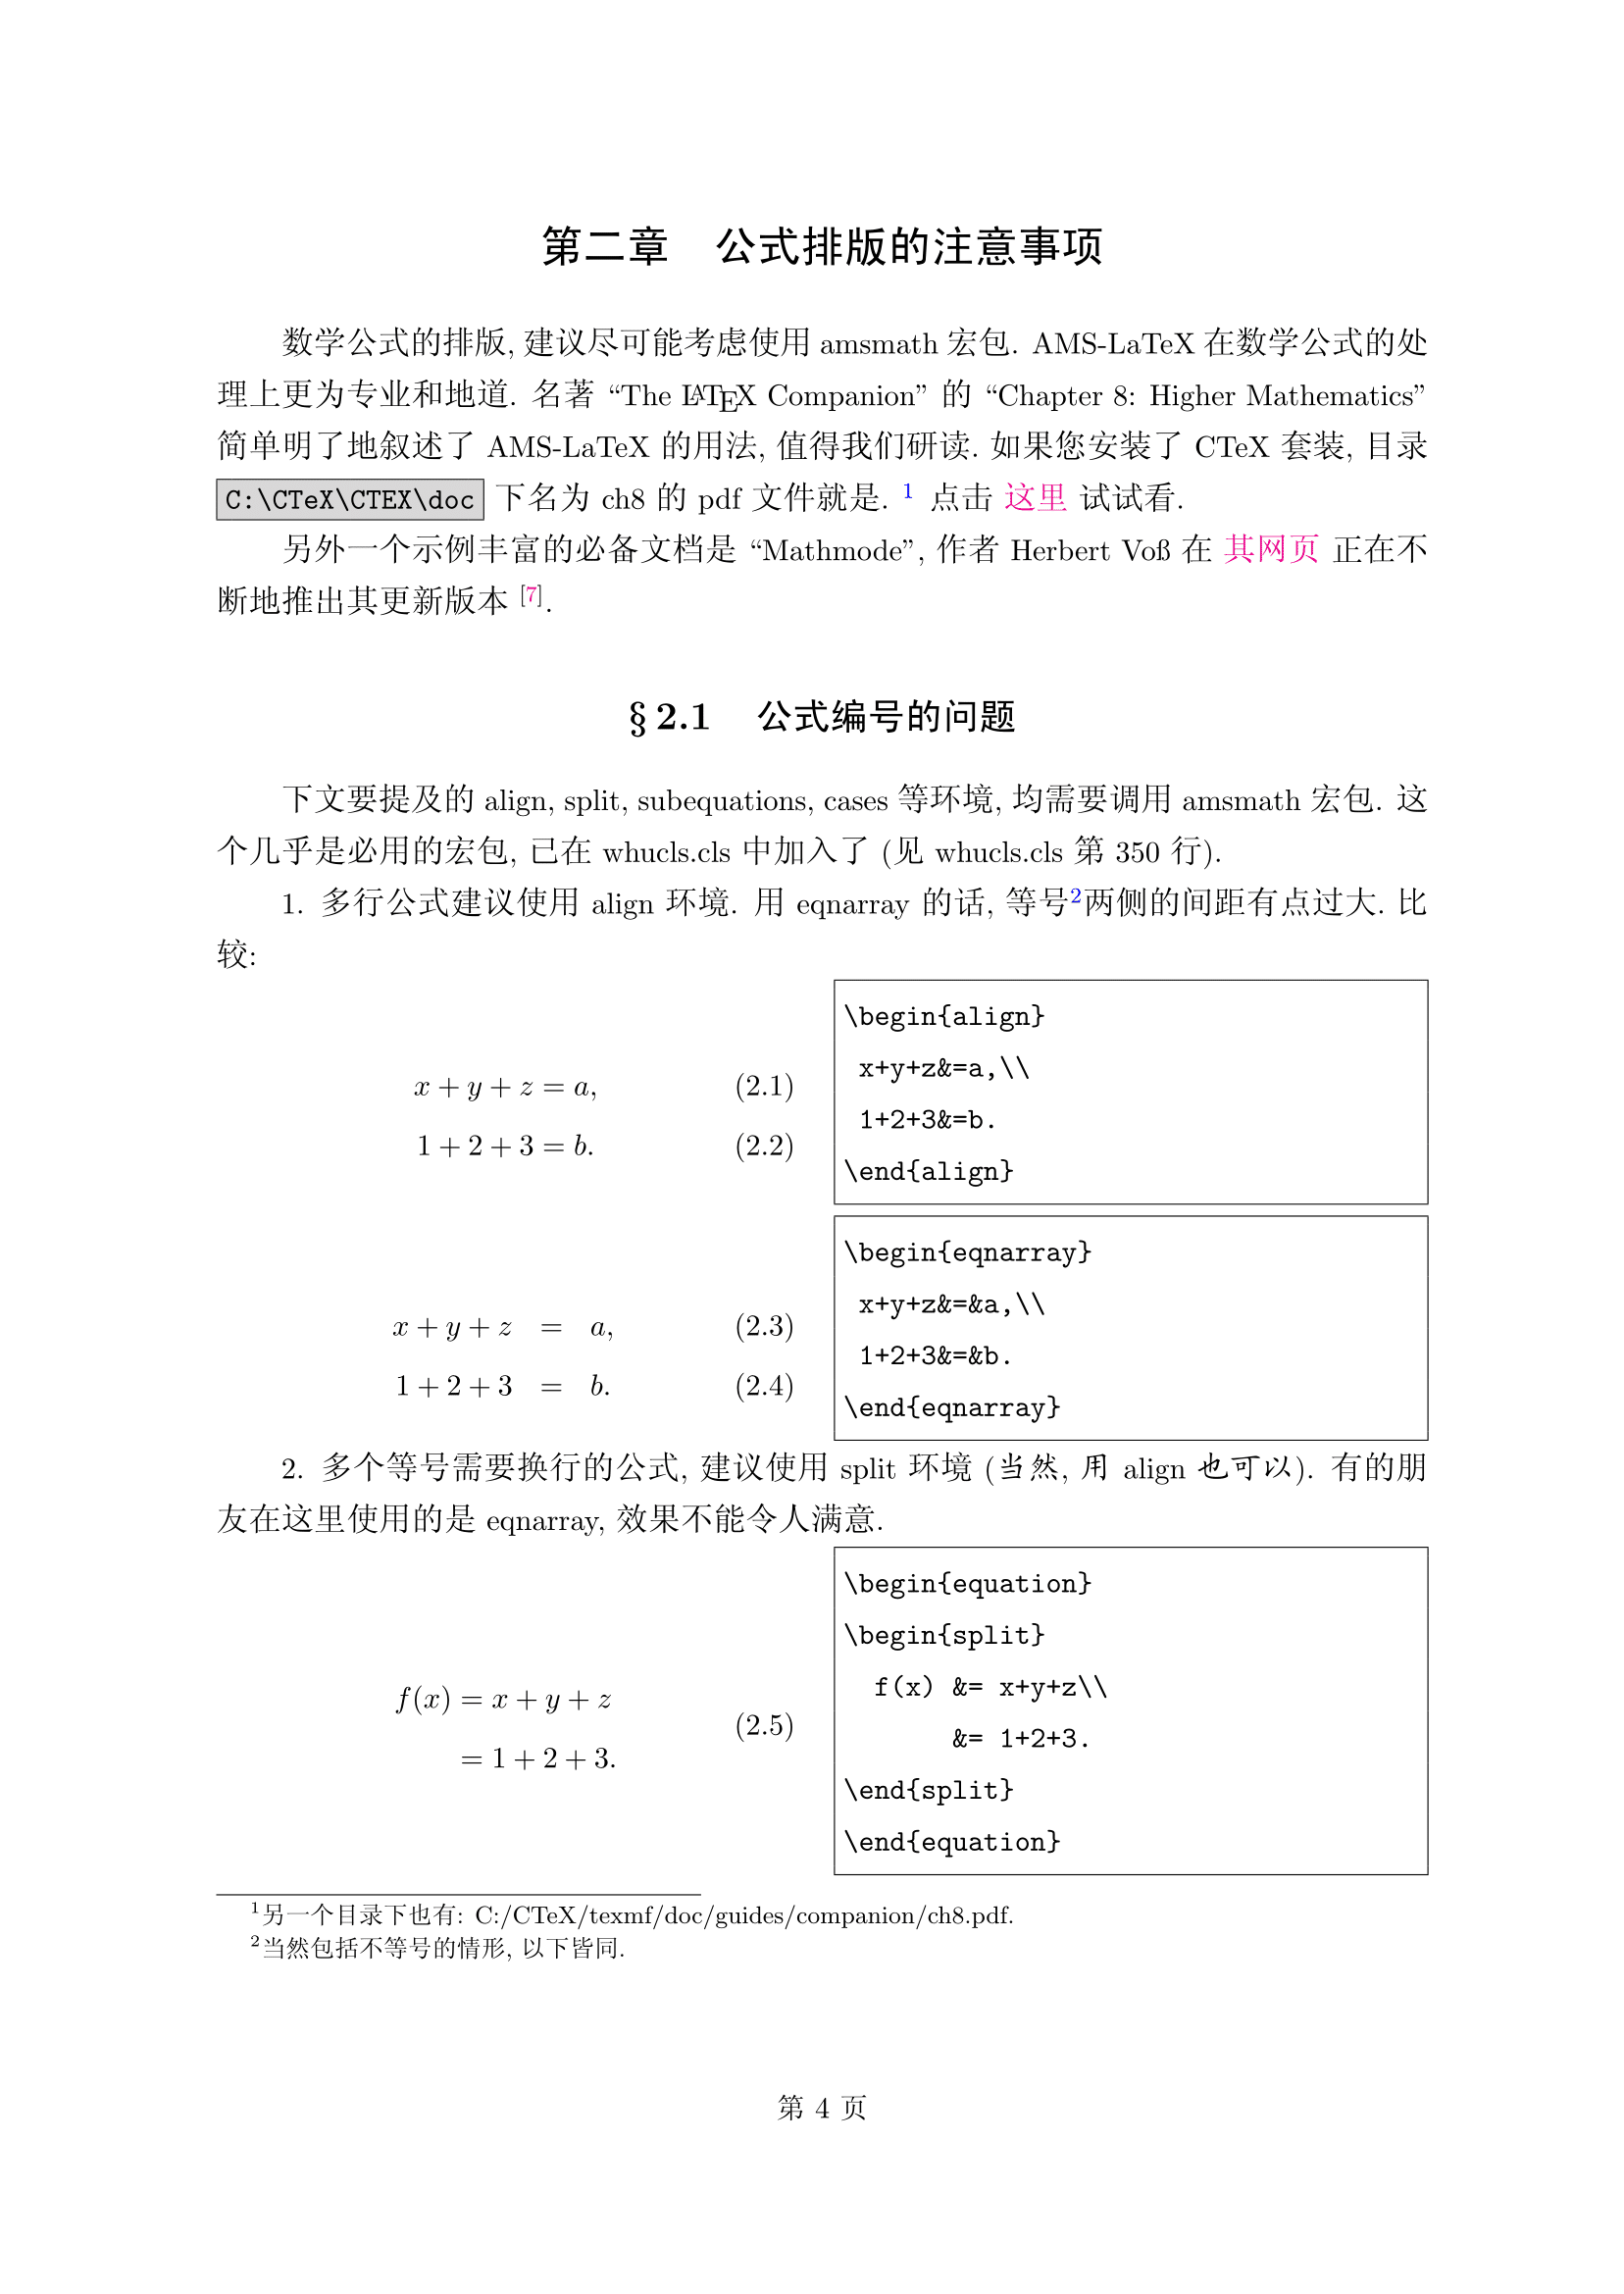 第二章 公式排版的注意事项
数学公式的排版, 建议尽可能考虑使用 amsmath 宏包. AMS-LaTeX 在数学公式的处
理上更为专业和地道. 名著 “The LATEX Companion” 的 “Chapter 8: Higher Mathematics”
简单明了地叙述了 AMS-LaTeX 的用法, 值得我们研读. 如果您安装了 CTeX 套装, 目录
C:\CTeX\CTEX\doc 下名为 ch8 的 pdf 文件就是. 1 点击 这里 试试看.
另外一个示例丰富的必备文档是 “Mathmode”, 作者 Herbert Voß 在 其网页 正在不
断地推出其更新版本 [7].
§ 2.1 公式编号的问题
下文要提及的 align, split, subequations, cases 等环境, 均需要调用 amsmath 宏包. 这
个几乎是必用的宏包, 已在 whucls.cls 中加入了 (见 whucls.cls 第 350 行).
1. 多行公式建议使用 align 环境. 用 eqnarray 的话, 等号2两侧的间距有点过大. 比
较:
x + y + z = a, (2.1)
1 + 2 + 3 = b. (2.2)
\begin{align}
x+y+z&=a,\\
1+2+3&=b.
\end{align}
x + y + z = a, (2.3)
1 + 2 + 3 = b. (2.4)
\begin{eqnarray}
x+y+z&=&a,\\
1+2+3&=&b.
\end{eqnarray}
2. 多个等号需要换行的公式, 建议使用 split 环境 (当然, 用 align 也可以). 有的朋
友在这里使用的是 eqnarray, 效果不能令人满意.
f(x) = x + y + z
= 1 + 2 + 3.
(2.5)
\begin{equation}
\begin{split}
f(x) &= x+y+z\\
&= 1+2+3.
\end{split}
\end{equation}
1另一个目录下也有: C:/CTeX/texmf/doc/guides/companion/ch8.pdf.
2当然包括不等号的情形, 以下皆同.
第 4 页